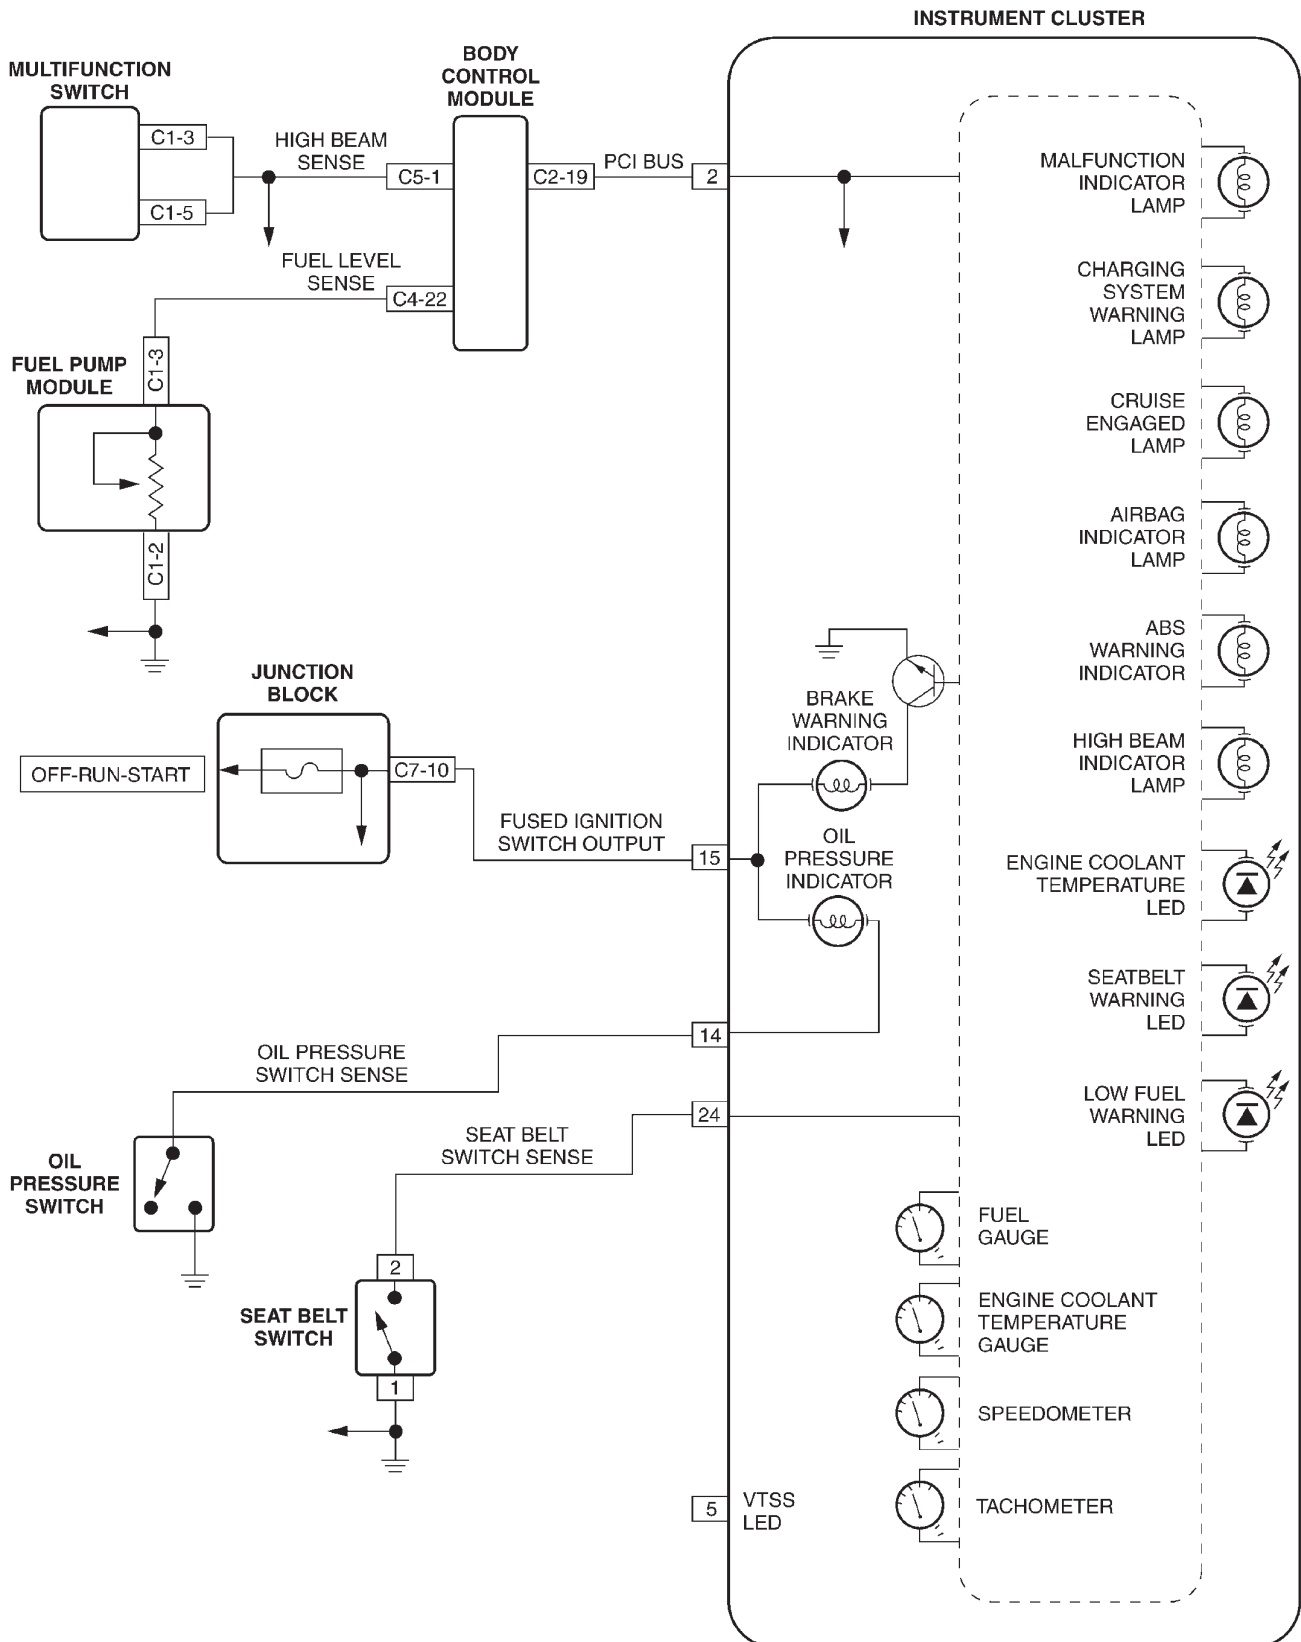 INSTRUMENT CLUSTER
MULTIFUNCTION
SWITCH
C1-3
C1-5
HIGH BEAM
SENSE
BODY
CONTROL
MODULE
C5-1
C2-19
PCI BUS
2
FUEL LEVEL
SENSE
C4-22
FUEL PUMP
MODULE
C1-3
C1-2
JUNCTION
BLOCK
OFF-RUN-START
C7-10
FUSED IGNITION
SWITCH OUTPUT
15
BRAKE
WARNING
INDICATOR
OIL
PRESSURE
INDICATOR
14
OIL PRESSURE
SWITCH SENSE
OIL
PRESSURE
SWITCH
24
SEAT BELT
SWITCH SENSE
2
SEAT BELT
SWITCH
1
5
VTSS
LED
MALFUNCTION
INDICATOR
LAMP
CHARGING
SYSTEM
WARNING
LAMP
CRUISE
ENGAGED
LAMP
AIRBAG
INDICATOR
LAMP
ABS
WARNING
INDICATOR
HIGH BEAM
INDICATOR
LAMP
ENGINE COOLANT
TEMPERATURE
LED
SEATBELT
WARNING
LED
LOW FUEL
WARNING
LED
FUEL
GAUGE
ENGINE COOLANT
TEMPERATURE
GAUGE
SPEEDOMETER
TACHOMETER